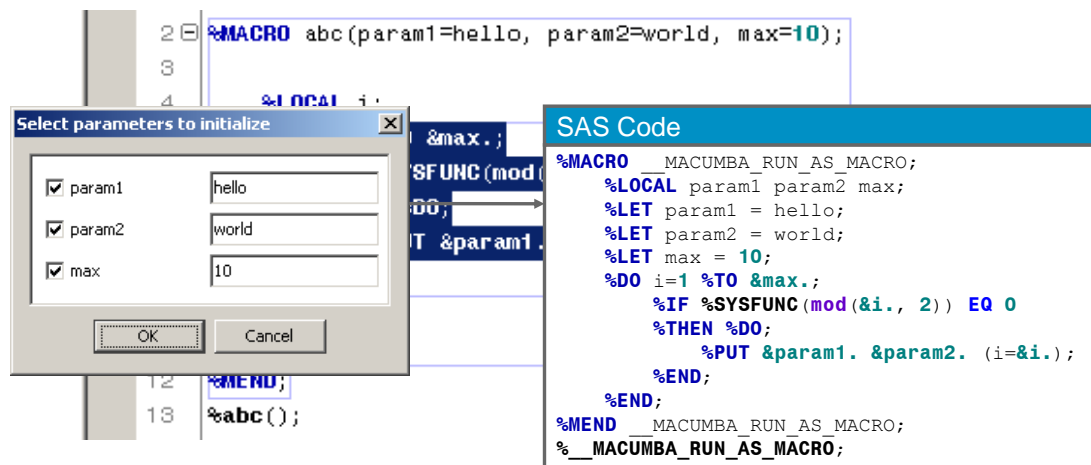 2 %MACRO abc(param1=hello, param2=world, max=10);
3
4 %LOCAL i;
Select parameters to initialize
param1 hello
param2 world
max 10
OK Cancel
&max.;
SFUNC(mod(
DO;
T &param1.
12 %MEND;
13 %abc();
SAS Code
%MACRO __MACUMBA_RUN_AS_MACRO;
%LOCAL param1 param2 max;
%LET param1 = hello;
%LET param2 = world;
%LET max = 10;
%DO i=1 %TO &max.;
%IF %SYSFUNC(mod(&i., 2)) EQ 0
%THEN %DO;
%PUT &param1. &param2. (i=&i.);
%END;
%END;
%MEND __MACUMBA_RUN_AS_MACRO;
%__MACUMBA_RUN_AS_MACRO;